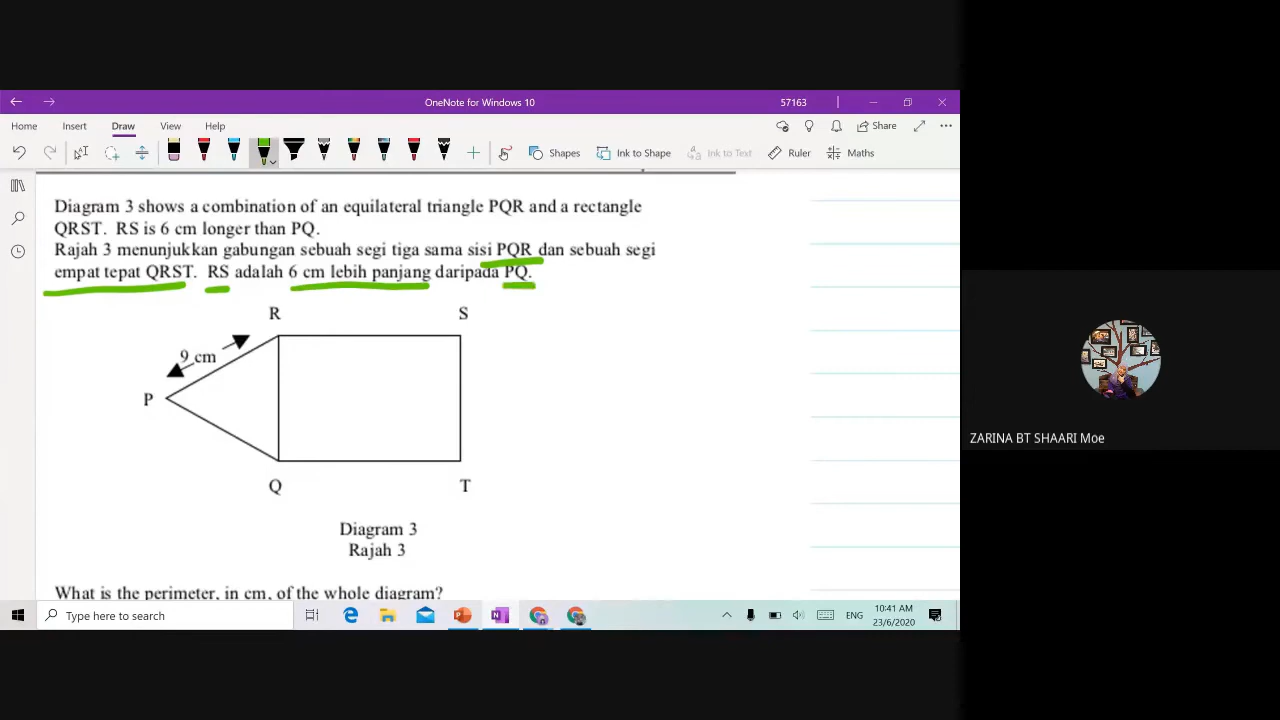 OneNote for Windows 10
57163
Home
Insert
Draw
View
Help
Share
Shapes
Ink to Shape
Ink to Text
Ruler
Maths
Diagram 3 shows a combination of an equilateral triangle PQR and a rectangle
QRST. RS is 6 cm longer than PQ.
Rajah 3 menunjukkan gabungan sebuah segi tiga sama sisi PQR dan sebuah segi
empat tepat QRST. RS adalah 6 cm lebih panjang daripada PQ.
R
S
9 cm
P
Q
T
Diagram 3
Rajah 3
What is the perimeter, in cm, of the whole diagram?
ZARINA BT SHAARI Moe
Type here to search
ENG
10:41 AM
23/6/2020